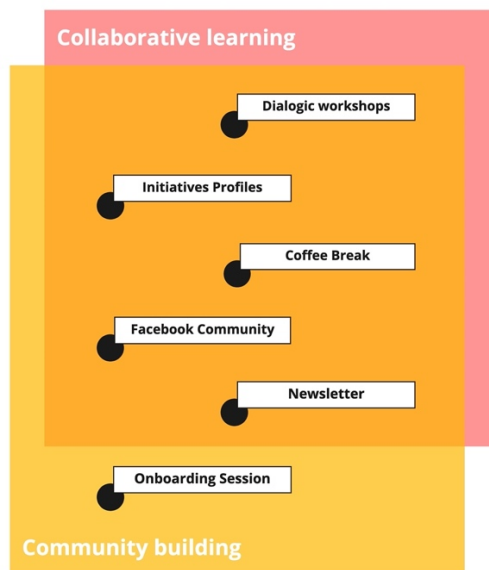 Collaborative learning
Dialogic workshops
Initiatives Profiles
Coffee Break
Facebook Community
Newsletter
Onboarding Session
Community building